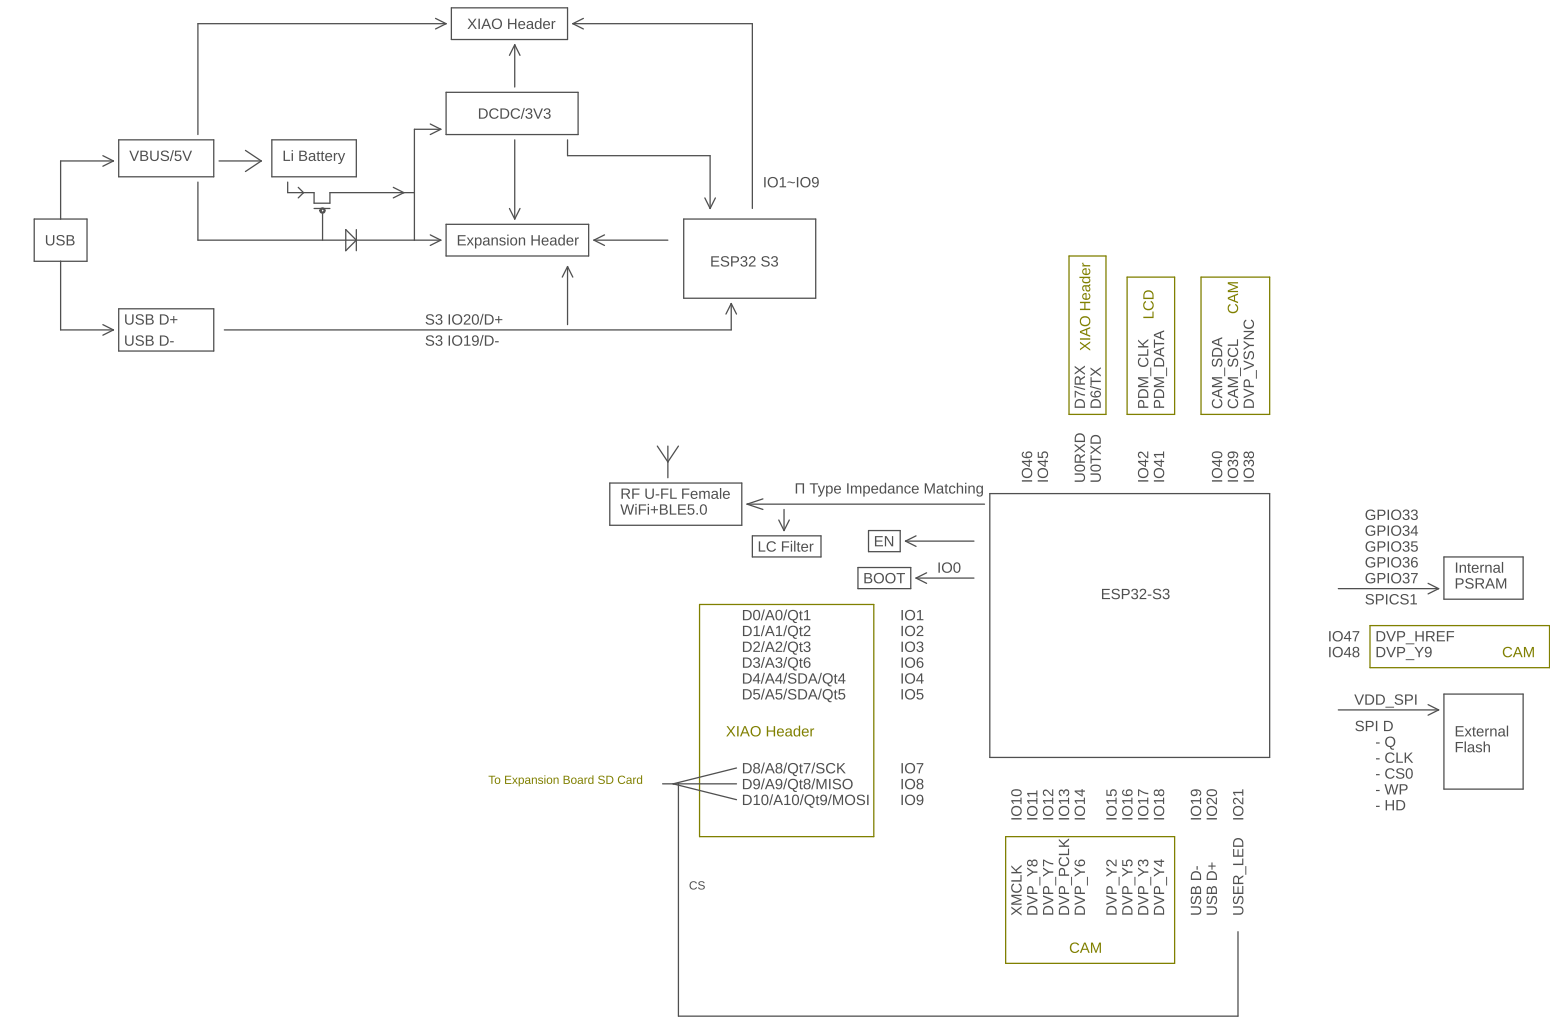 XIAO Header
DCDC/3V3
VBUS/5V
Li Battery
IO1~IO9
USB
Expansion Header
ESP32 S3
USB D+
USB D-
S3 IO20/D+
S3 IO19/D-
XIAO Header
D7/RX
D6/TX
LCD
PDM_CLK
PDM_DATA
CAM
CAM_SDA
CAM_SCL
DVP_VSYNC
IO46
IO45
U0RXD
U0TXD
IO42
IO41
IO40
IO39
IO38
RF U-FL Female
WiFi+BLE5.0
Π Type Impedance Matching
LC Filter
EN
BOOT
IO0
ESP32-S3
GPIO33
GPIO34
GPIO35
GPIO36
GPIO37
SPICS1
Internal
PSRAM
D0/A0/Qt1 IO1
D1/A1/Qt2 IO2
D2/A2/Qt3 IO3
D3/A3/Qt6 IO6
D4/A4/SDA/Qt4 IO4
D5/A5/SDA/Qt5 IO5
XIAO Header
D8/A8/Qt7/SCK IO7
D9/A9/Qt8/MISO IO8
D10/A10/Qt9/MOSI IO9
To Expansion Board SD Card
CS
IO47 DVP_HREF
IO48 DVP_Y9
CAM
VDD_SPI
SPI D
- Q
- CLK
- CS0
- WP
- HD
External
Flash
IO10
IO11
IO12
IO13
IO14
IO15
IO16
IO17
IO18
IO19
IO20
IO21
XMCLK
DVP_Y8
DVP_Y7
DVP_PCLK
DVP_Y6
DVP_Y2
DVP_Y5
DVP_Y3
DVP_Y4
USB D-
USB D+
USER_LED
CAM